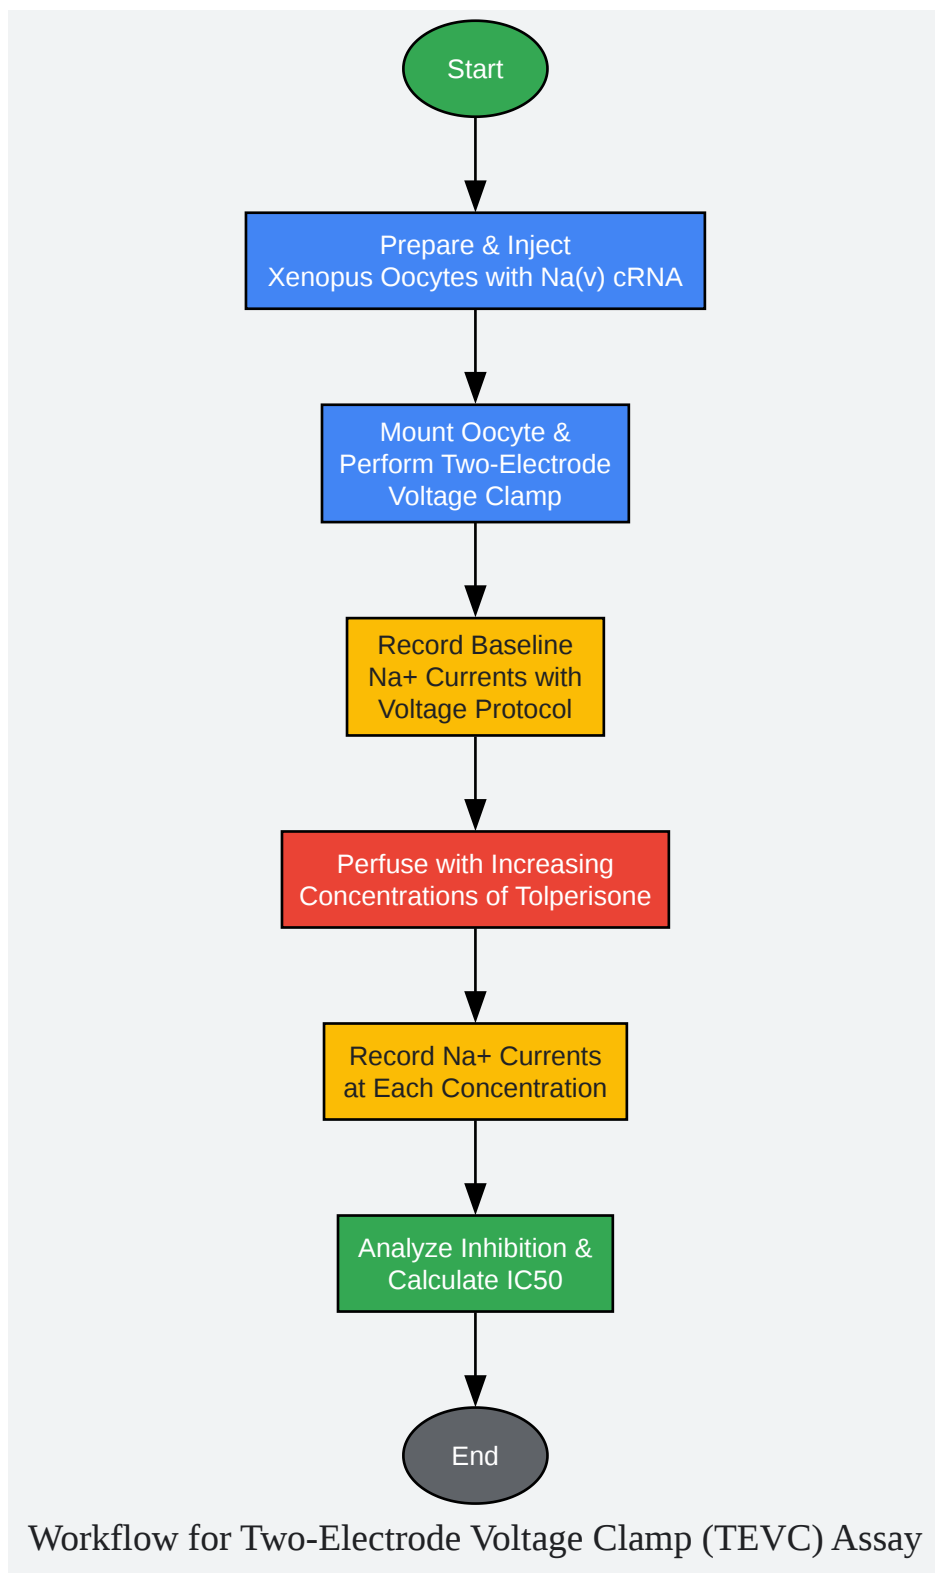 Start
Prepare & Inject
Xenopus Oocytes with Na(v) cRNA
Mount Oocyte &
Perform Two-Electrode
Voltage Clamp
Record Baseline
Na+ Currents with
Voltage Protocol
Perfuse with Increasing
Concentrations of Tolperisone
Record Na+ Currents
at Each Concentration
Analyze Inhibition &
Calculate IC50
End
Workflow for Two-Electrode Voltage Clamp (TEVC) Assay